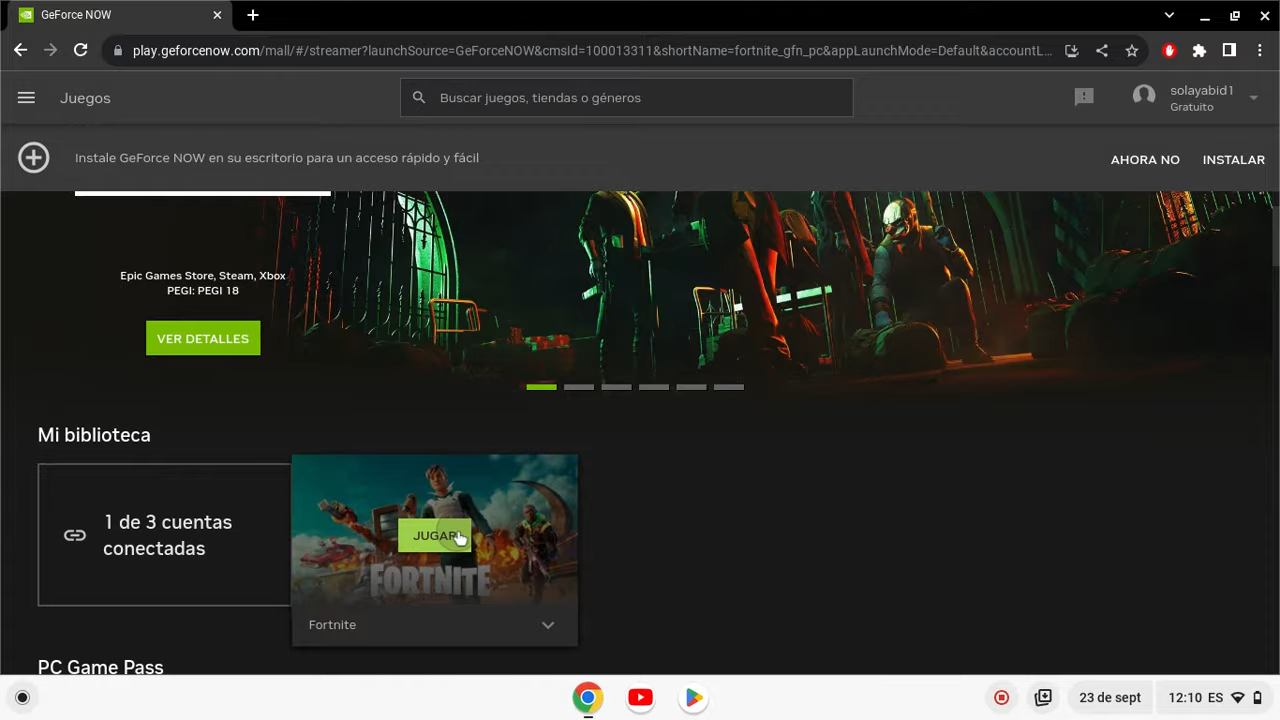 GeForce NOW
play.geforcenow.com/mall/#/streamer?launchSource=GeForceNOW&cmsId=100013311&shortName=fortnite_gfn_pc&appLaunchMode=Default&accountL...
Juegos
Buscar juegos, tiendas o géneros
solayabid1
Gratuito
Instale GeForce NOW en su escritorio para un acceso rápido y fácil
AHORA NO
INSTALAR
Epic Games Store, Steam, Xbox
PEGI: PEGI 18
VER DETALLES
Mi biblioteca
1 de 3 cuentas
conectadas
JUGAR
FORTNITE
Fortnite
PC Game Pass
23 de sept
12:10 ES